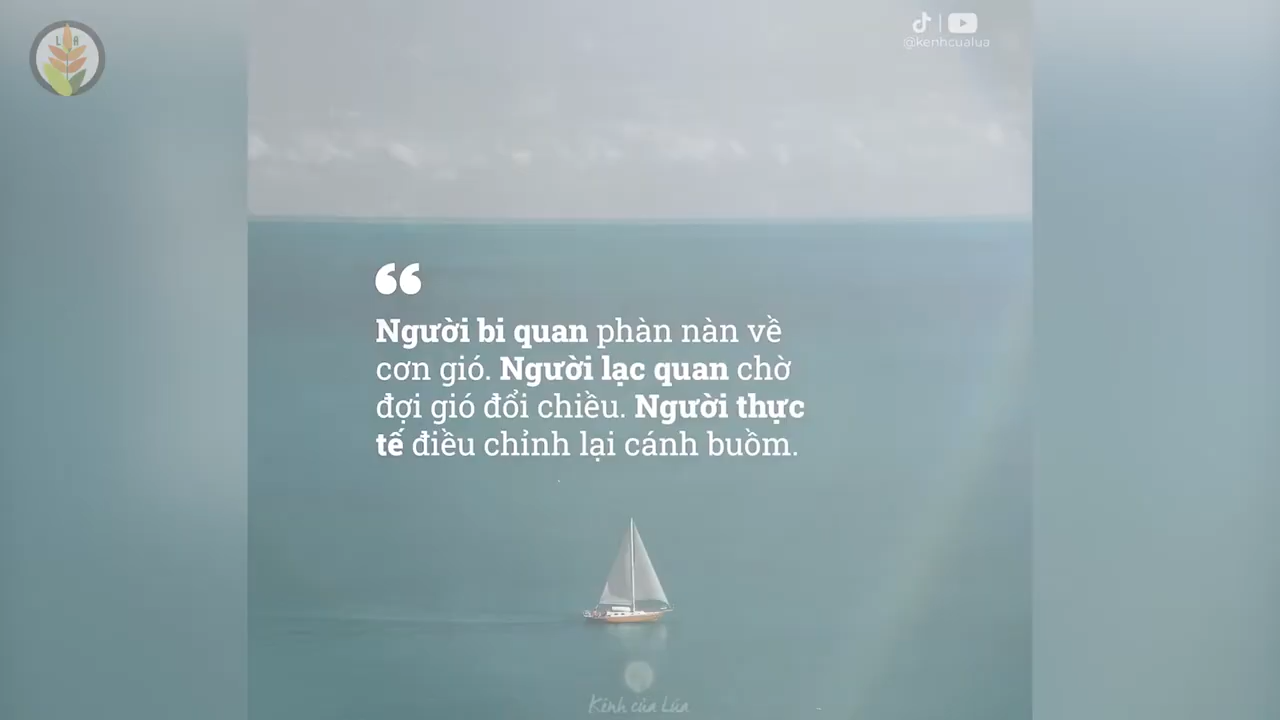 L A
@kenhcualua
“
Người bi quan phàn nàn về
cơn gió. Người lạc quan chờ
đợi gió đổi chiều. Người thực
tế điều chỉnh lại cánh buồm.
Kênh của Lúa